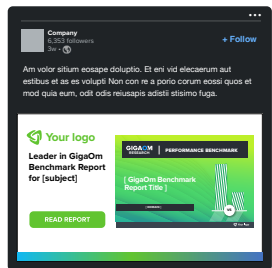 Company
6,353 followers
3w •
+ Follow
Am volor sitium eosape doluptio. Et eni vid elecaerum aut
estibus et as es volupti Non con re a porio corum eossi quos et
mod quia eum, odit odis reiusapis adistii stisimo fuga.
Your logo
Leader in GigaOm
Benchmark Report
for [subject]
READ REPORT
GIGAOM
RESEARCH
PERFORMANCE BENCHMARK
[ GigaOm Benchmark
Report Title ]
VS